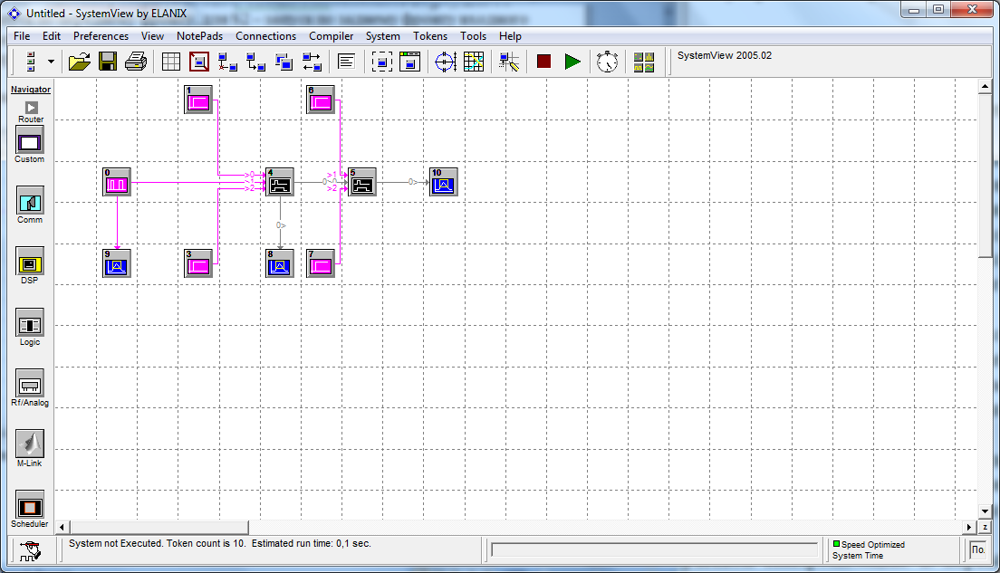 Untitled - SystemView by ELANIX
File Edit Preferences View NotePads Connections Compiler System Tokens Tools Help
SystemView 2005.02
Navigator
Router
Custom
Comm
DSP
Logic
Rf/Analog
M-Link
Scheduler
1
6
0
>0
>1
>2
4
0
>1
>2
5
0>
10
0>
9
3
8
7
z
System not Executed. Token count is 10. Estimated run time: 0,1 sec.
Speed Optimized
System Time
По.